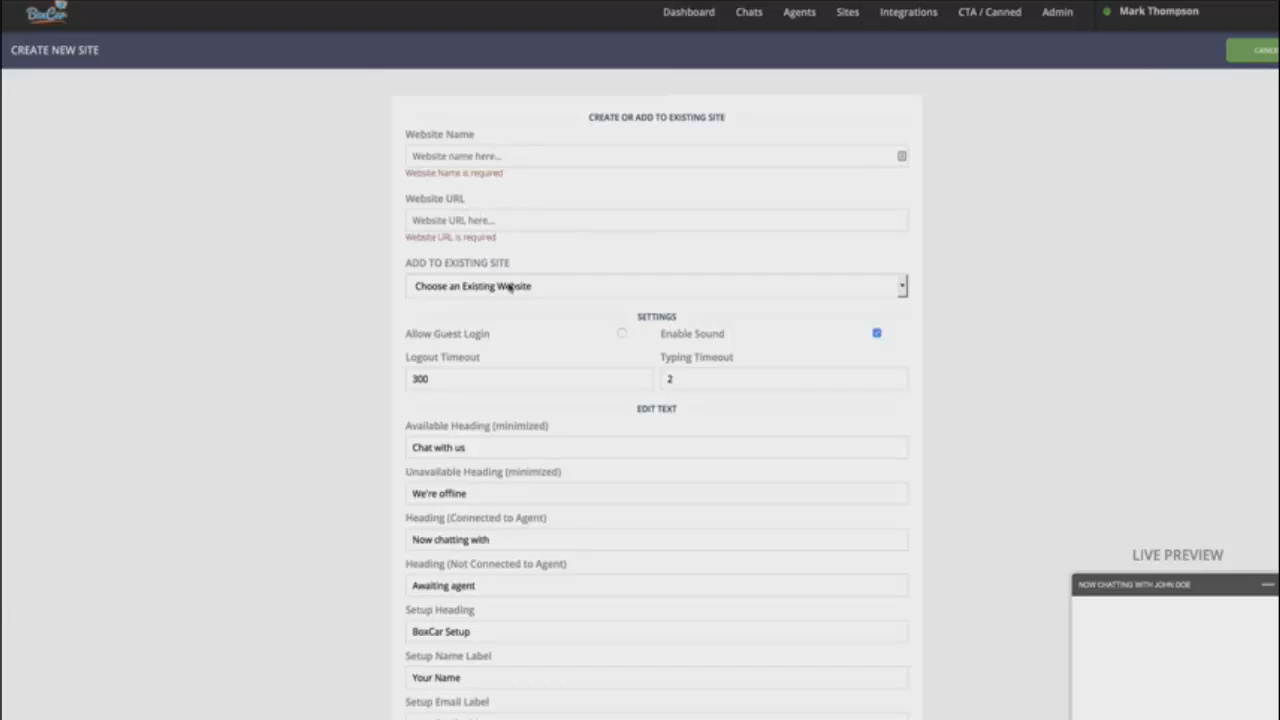 BoxCar
Dashboard Chats Agents Sites Integrations CTA / Canned Admin Mark Thompson
CREATE NEW SITE
CREATE OR ADD TO EXISTING SITE
Website Name
Website name here...
Website Name is required
Website URL
Website URL here...
Website URL is required
ADD TO EXISTING SITE
Choose an Existing Website
SETTINGS
Allow Guest Login Enable Sound
Logout Timeout Typing Timeout
300 2
EDIT TEXT
Available Heading (minimized)
Chat with us
Unavailable Heading (minimized)
We're offline
Heading (Connected to Agent)
Now chatting with
Heading (Not Connected to Agent)
Awaiting agent
LIVE PREVIEW
NOW CHATTING WITH JOHN DOE
Setup Heading
BoxCar Setup
Setup Name Label
Your Name
Setup Email Label